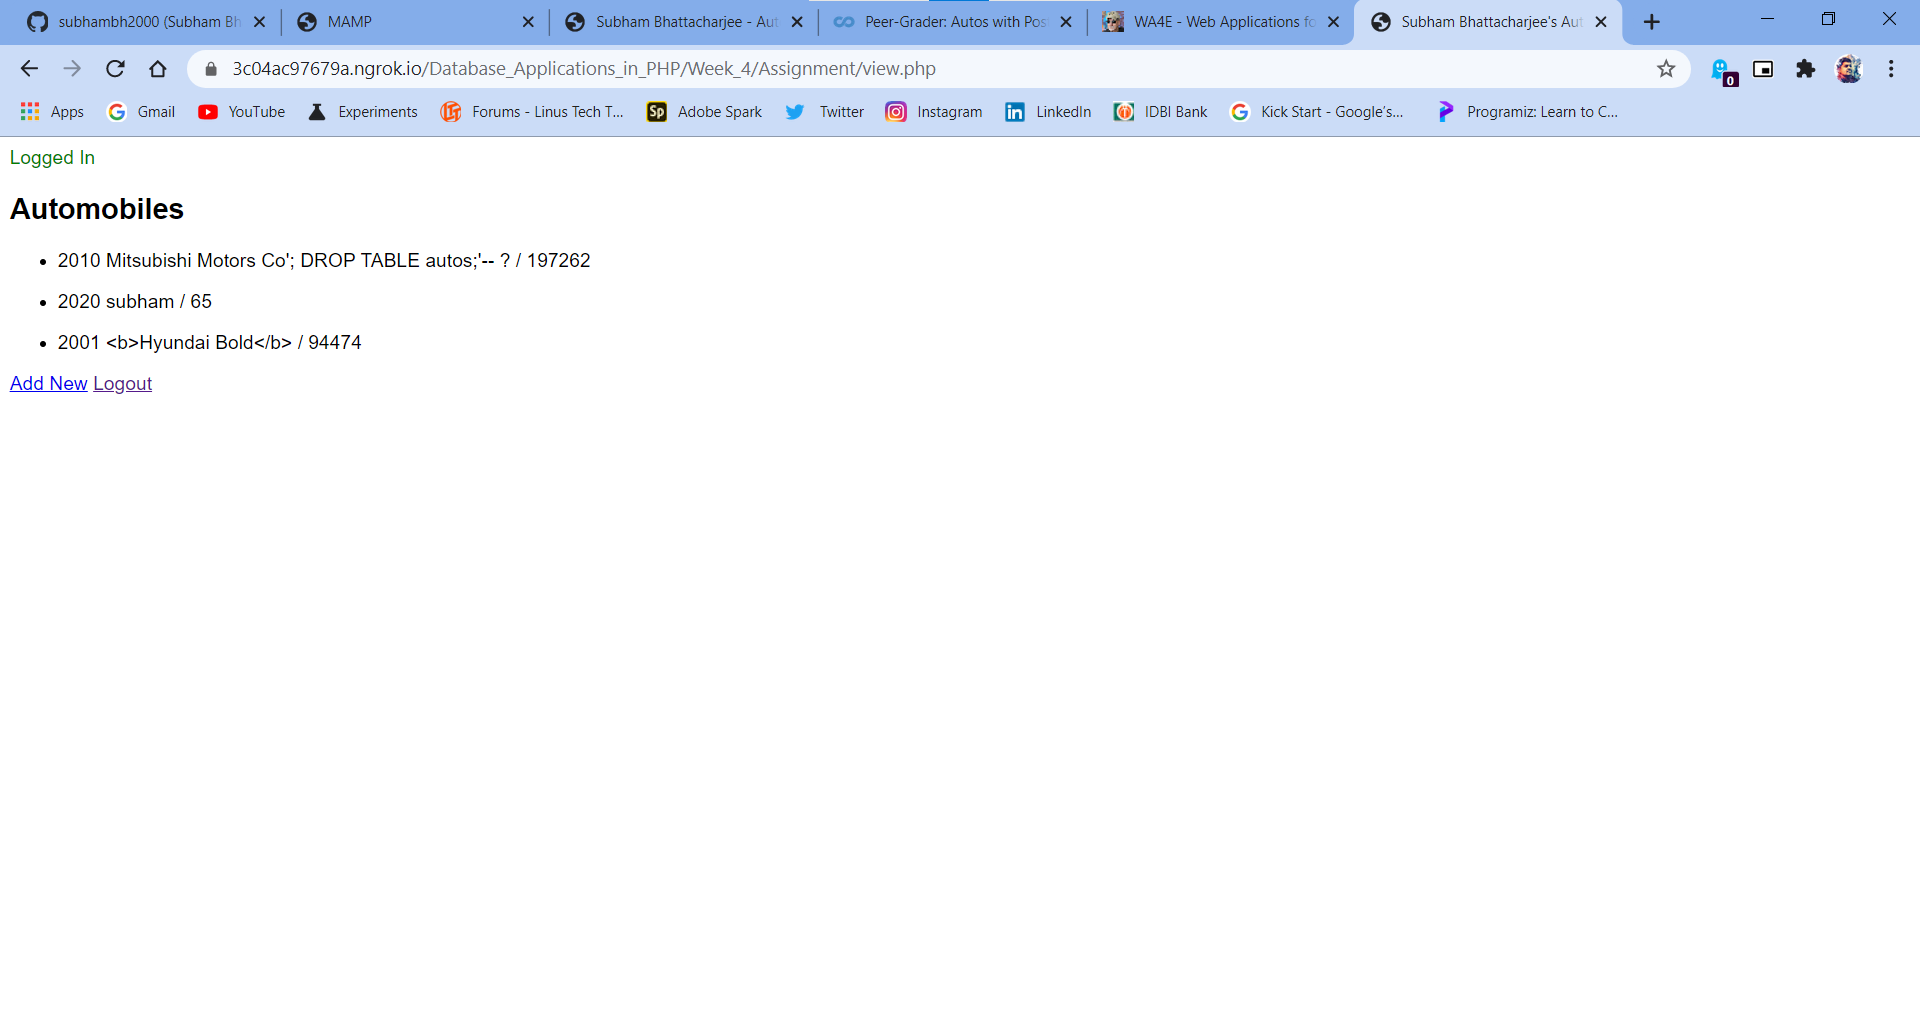 subhambh2000 (Subham Bh
MAMP
Subham Bhattacharjee - Aut
Peer-Grader: Autos with Pos
WA4E - Web Applications fo
Subham Bhattacharjee's Aut
3c04ac97679a.ngrok.io/Database_Applications_in_PHP/Week_4/Assignment/view.php
0
Apps
Gmail
YouTube
Experiments
Forums - Linus Tech T...
Sp
Adobe Spark
Twitter
Instagram
LinkedIn
IDBI Bank
Kick Start - Google's...
Programiz: Learn to C...
Logged In
Automobiles
• 2010 Mitsubishi Motors Co'; DROP TABLE autos;'-- ? / 197262
• 2020 subham / 65
• 2001 <b>Hyundai Bold</b> / 94474
Add New Logout